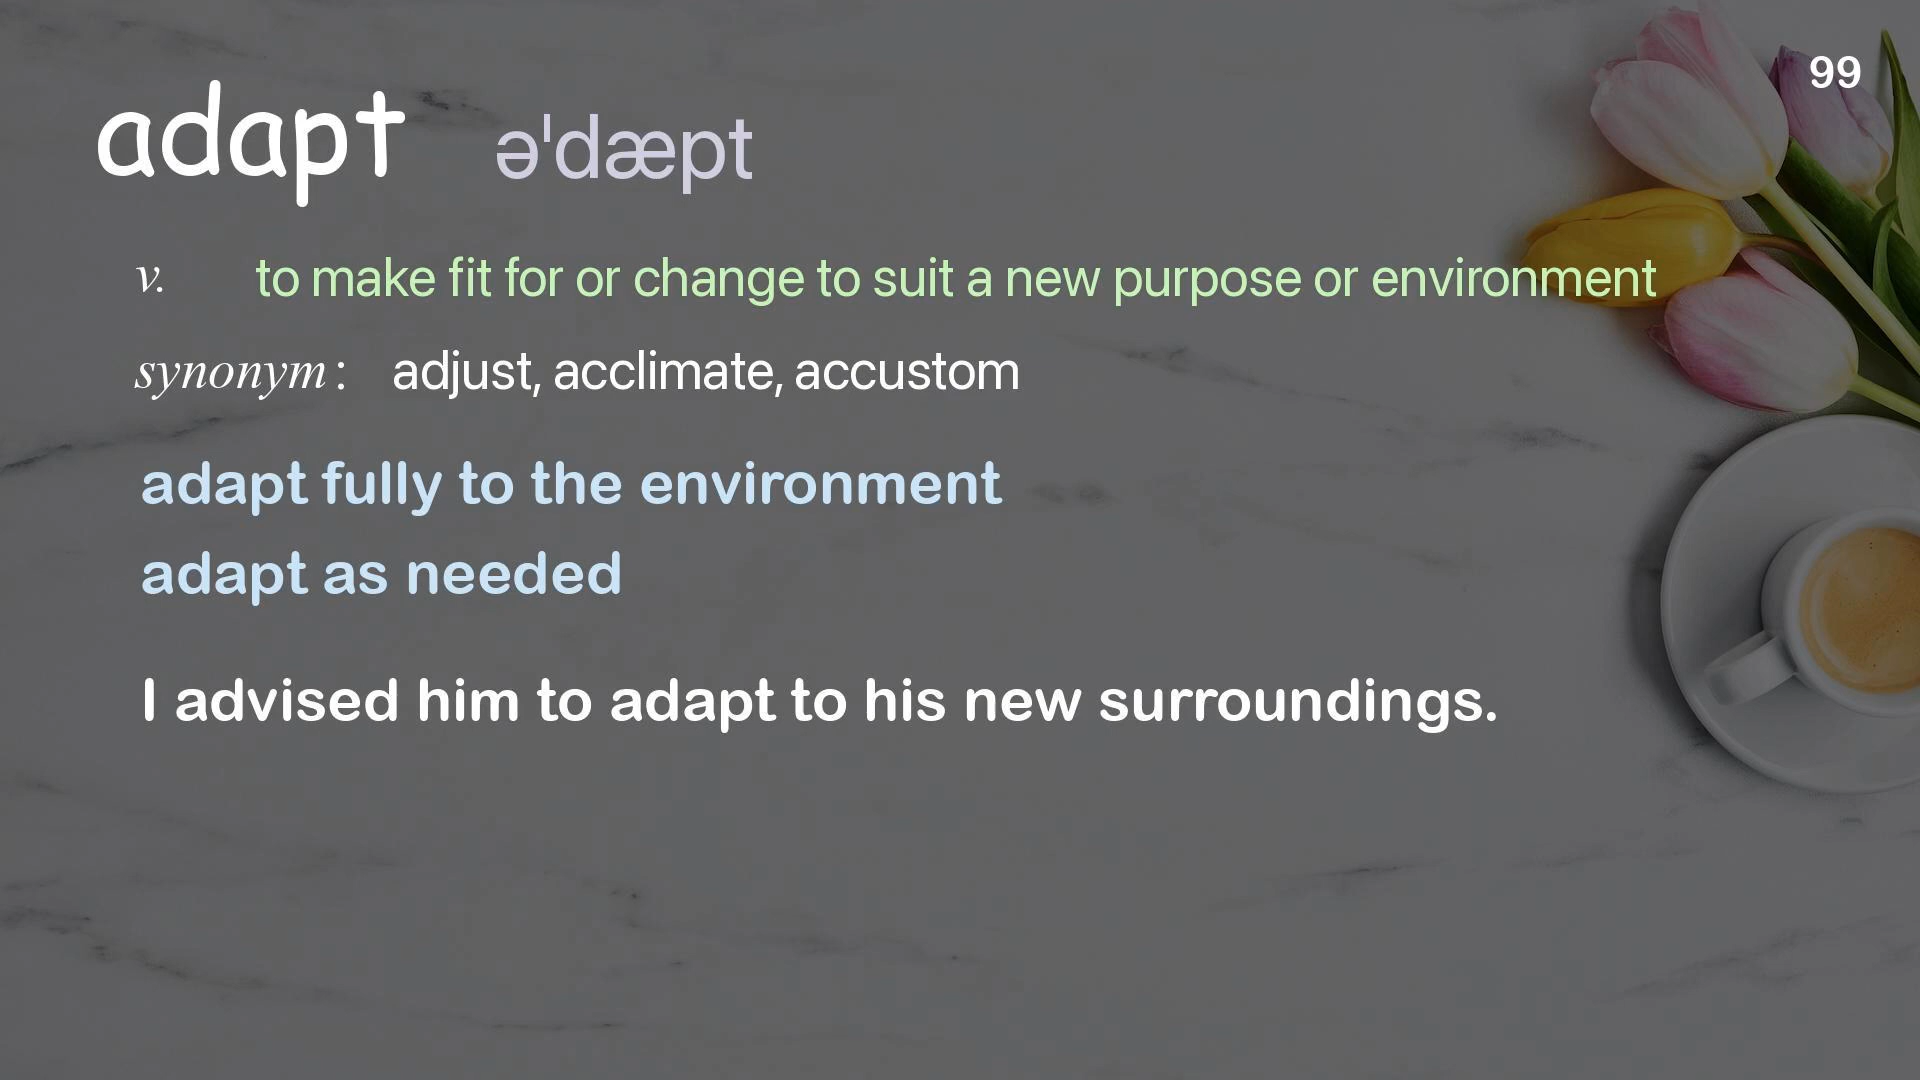 99
adapt əˈdæpt
v. to make fit for or change to suit a new purpose or environment
synonym : adjust, acclimate, accustom
adapt fully to the environment
adapt as needed
I advised him to adapt to his new surroundings.